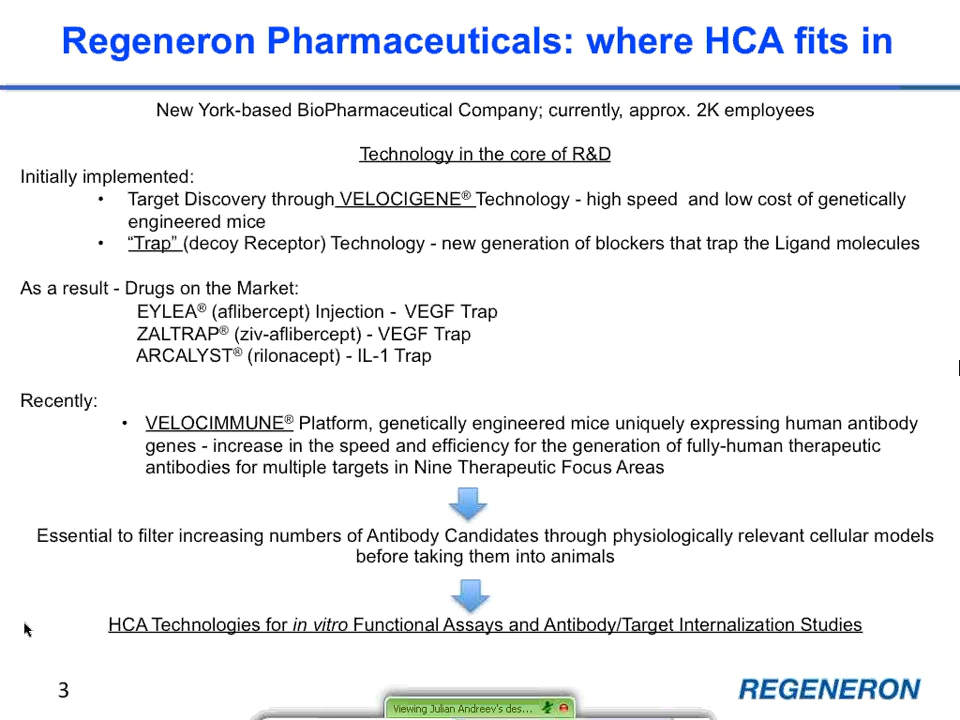 Regeneron Pharmaceuticals: where HCA fits in
New York-based BioPharmaceutical Company; currently, approx. 2K employees
Technology in the core of R&D
Initially implemented:
• Target Discovery through VELOCIGENE® Technology - high speed and low cost of genetically
engineered mice
• “Trap” (decoy Receptor) Technology - new generation of blockers that trap the Ligand molecules
As a result - Drugs on the Market:
EYLEA® (aflibercept) Injection - VEGF Trap
ZALTRAP® (ziv-aflibercept) - VEGF Trap
ARCALYST® (rilonacept) - IL-1 Trap
Recently:
• VELOCIMMUNE® Platform, genetically engineered mice uniquely expressing human antibody
genes - increase in the speed and efficiency for the generation of fully-human therapeutic
antibodies for multiple targets in Nine Therapeutic Focus Areas
Essential to filter increasing numbers of Antibody Candidates through physiologically relevant cellular models
before taking them into animals
HCA Technologies for in vitro Functional Assays and Antibody/Target Internalization Studies
3
REGENERON
Viewing Julian Andreev's des...